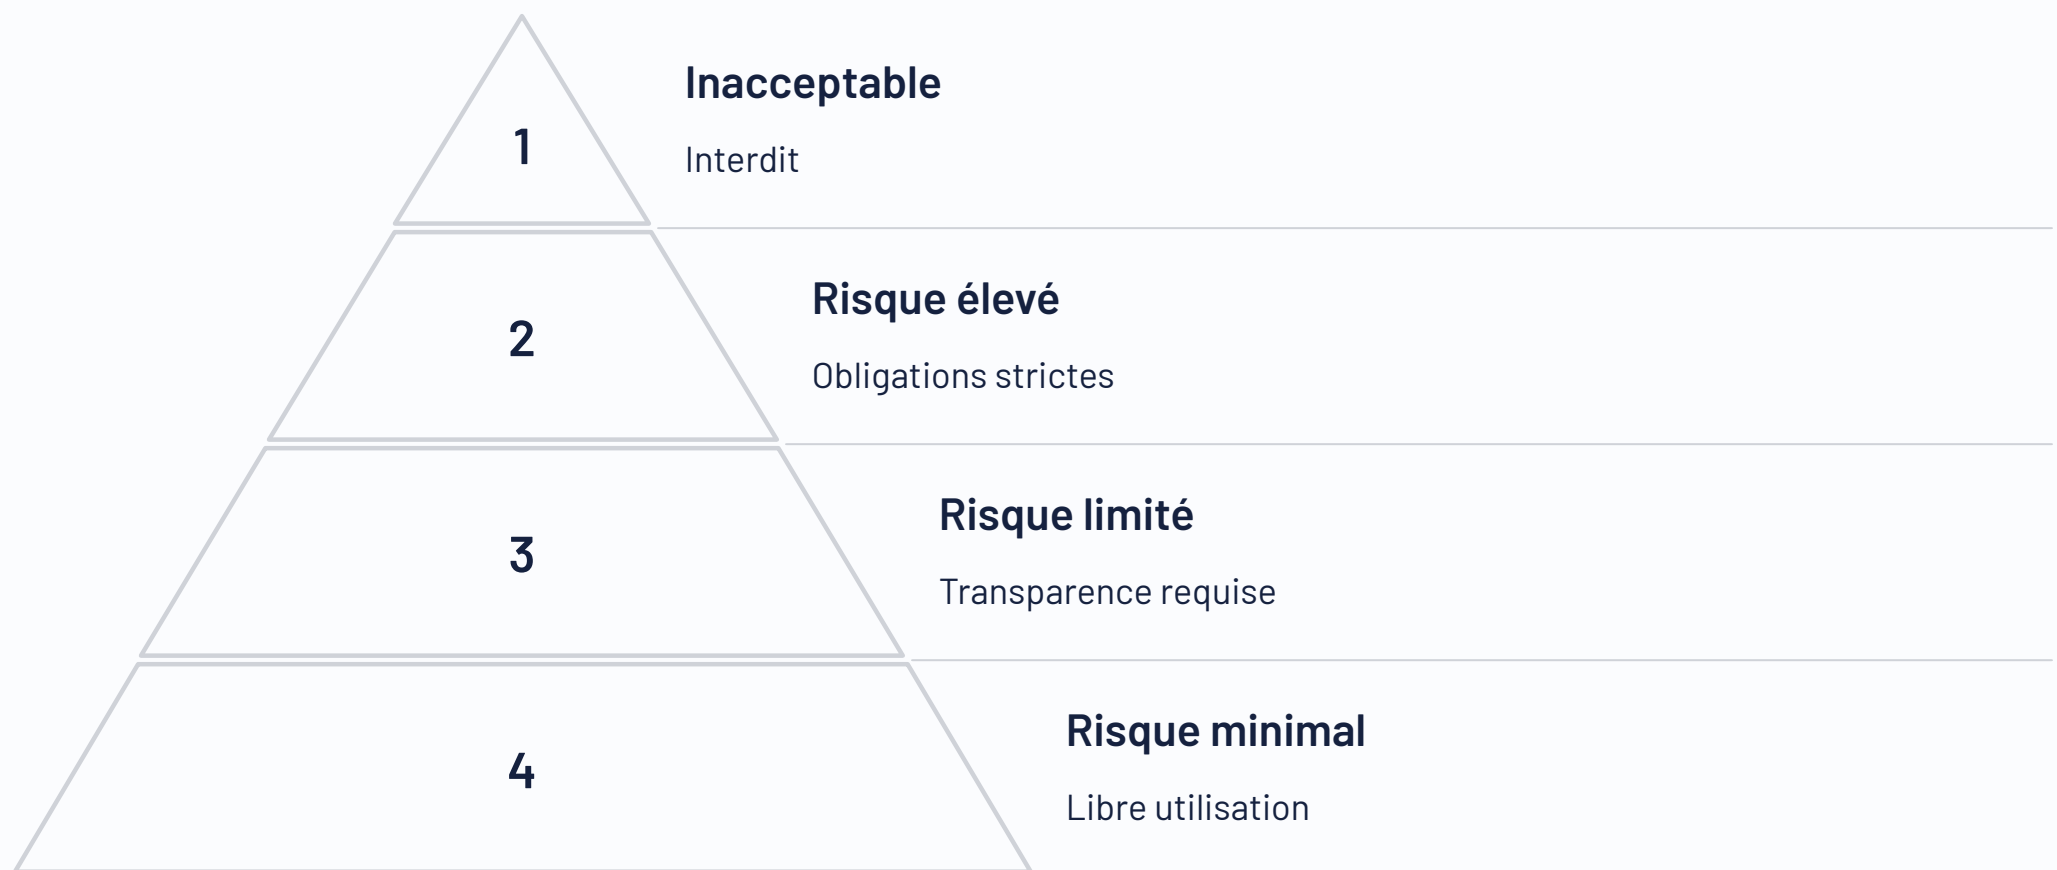 1
Inacceptable
Interdit
2
Risque élevé
Obligations strictes
3
Risque limité
Transparence requise
4
Risque minimal
Libre utilisation